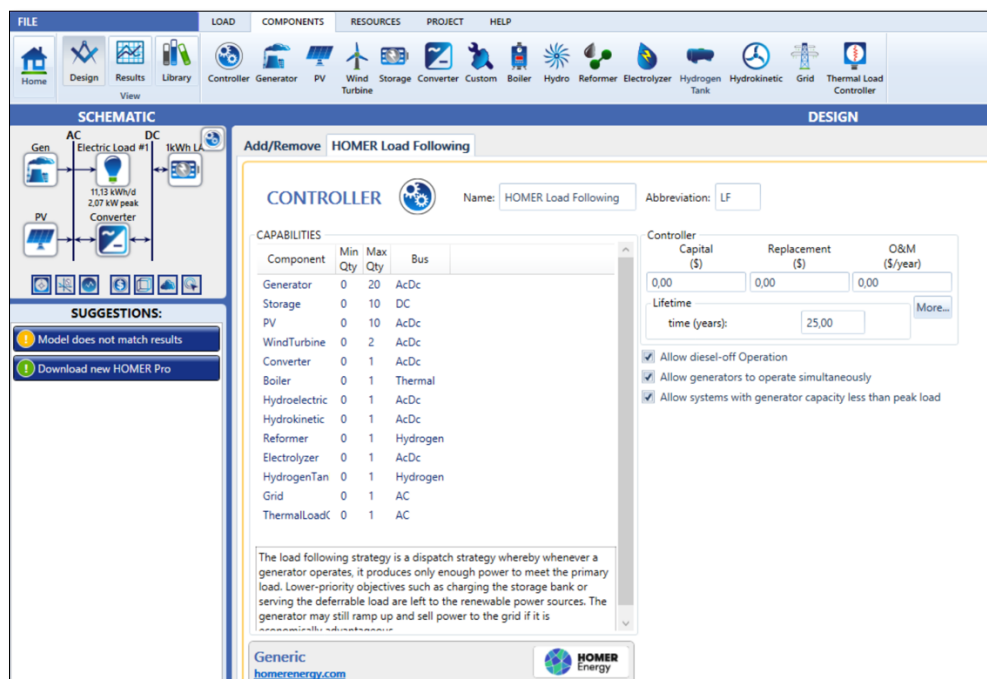 FILE
LOAD COMPONENTS RESOURCES PROJECT HELP
Home
Design Results Library
View
Controller Generator PV Wind Turbine Storage Converter Custom Boiler Hydro Reformer Electrolyzer Hydrogen Tank Hydrokinetic Grid Thermal Load Controller
SCHEMATIC
AC DC
Gen Electric Load #1 1kWh LA
11,13 kWh/d
2,07 kW peak
PV Converter
SUGGESTIONS:
Model does not match results
Download new HOMER Pro
DESIGN
Add/Remove HOMER Load Following
CONTROLLER Name: HOMER Load Following Abbreviation: LF
CAPABILITIES
Component Min Qty Max Qty Bus
Generator 0 20 AcDc
Storage 0 10 DC
PV 0 10 AcDc
WindTurbine 0 2 AcDc
Converter 0 1 AcDc
Boiler 0 1 Thermal
Hydroelectric 0 1 AcDc
Hydrokinetic 0 1 AcDc
Reformer 0 1 Hydrogen
Electrolyzer 0 1 AcDc
HydrogenTan 0 1 Hydrogen
Grid 0 1 AC
ThermalLoadC 0 1 AC
The load following strategy is a dispatch strategy whereby whenever a
generator operates, it produces only enough power to meet the primary
load. Lower-priority objectives such as charging the storage bank or
serving the deferrable load are left to the renewable power sources. The
generator may still ramp up and sell power to the grid if it is
economically advantageous.
Generic
homerenergy.com
HOMER
Energy
Controller
Capital ($) Replacement ($) O&M ($/year)
0,00 0,00 0,00
Lifetime
time (years): 25,00
More...
Allow diesel-off Operation
Allow generators to operate simultaneously
Allow systems with generator capacity less than peak load